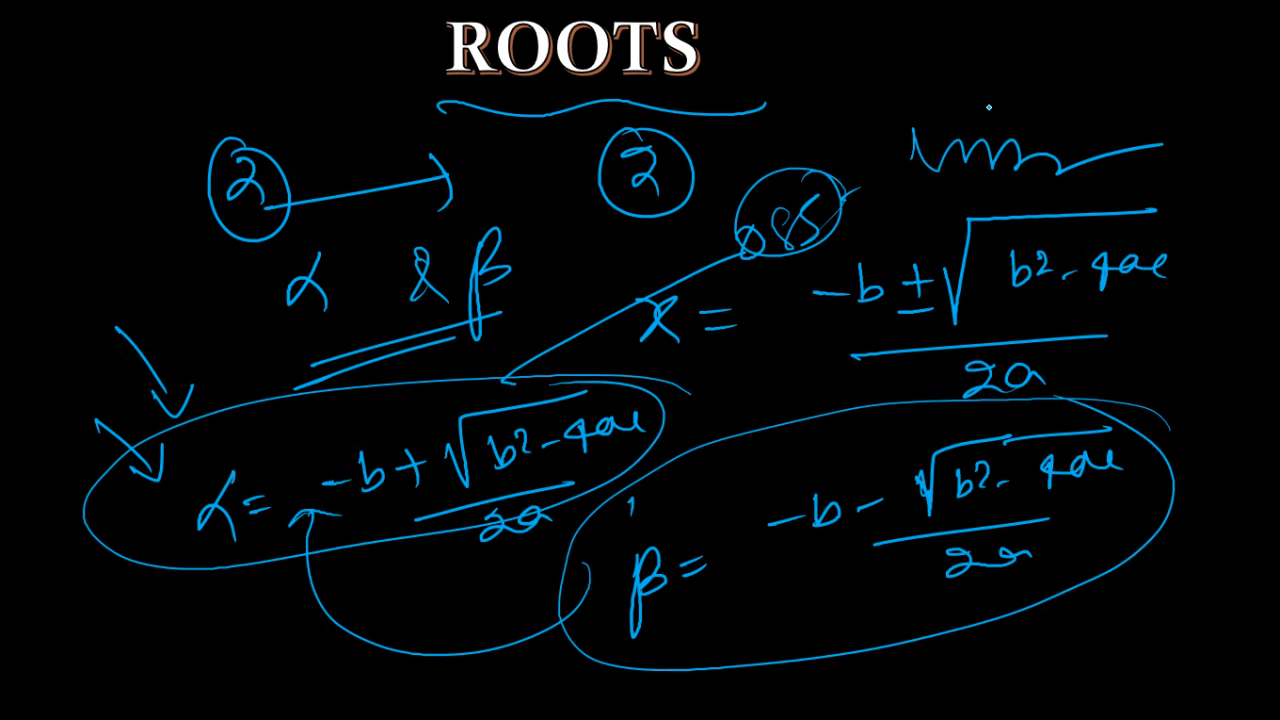 ROOTS
2 2
α & β
x = -b ± √b² - 4ac / 2a
α = -b + √b² - 4ac / 2a
β = -b - √b² - 4ac / 2a